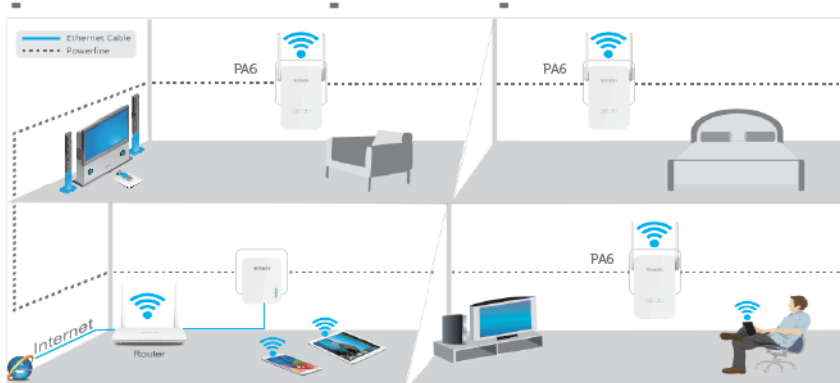 Ethernet Cable
Powerline
PA6
PA6
PA6
Internet
Router